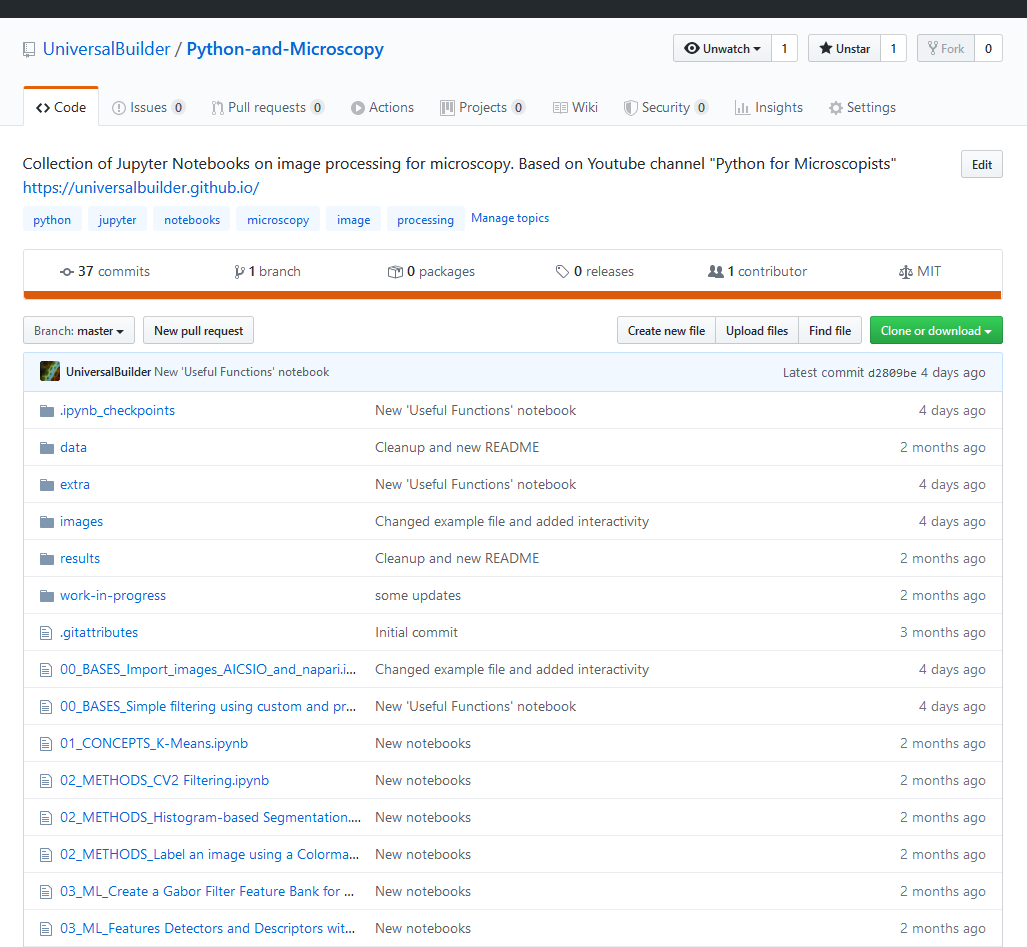 UniversalBuilder / Python-and-Microscopy
Unwatch 1 Unstar 1 Fork 0
Code Issues 0 Pull requests 0 Actions Projects 0 Wiki Security 0 Insights Settings
Collection of Jupyter Notebooks on image processing for microscopy. Based on Youtube channel "Python for Microscopists" Edit
https://universalbuilder.github.io/
python jupyter notebooks microscopy image processing Manage topics
37 commits 1 branch 0 packages 0 releases 1 contributor MIT
Branch: master New pull request Create new file Upload files Find file Clone or download
UniversalBuilder New 'Useful Functions' notebook Latest commit d2809be 4 days ago
.ipynb_checkpoints New 'Useful Functions' notebook 4 days ago
data Cleanup and new README 2 months ago
extra New 'Useful Functions' notebook 4 days ago
images Changed example file and added interactivity 4 days ago
results Cleanup and new README 2 months ago
work-in-progress some updates 2 months ago
.gitattributes Initial commit 3 months ago
00_BASES_Import_images_AICSIO_and_napari.i... Changed example file and added interactivity 4 days ago
00_BASES_Simple filtering using custom and pr... New 'Useful Functions' notebook 4 days ago
01_CONCEPTS_K-Means.ipynb New notebooks 2 months ago
02_METHODS_CV2 Filtering.ipynb New notebooks 2 months ago
02_METHODS_Histogram-based Segmentation.... New notebooks 2 months ago
02_METHODS_Label an image using a Colorma... New notebooks 2 months ago
03_ML_Create a Gabor Filter Feature Bank for ... New notebooks 2 months ago
03_ML_Features Detectors and Descriptors wit... New notebooks 2 months ago